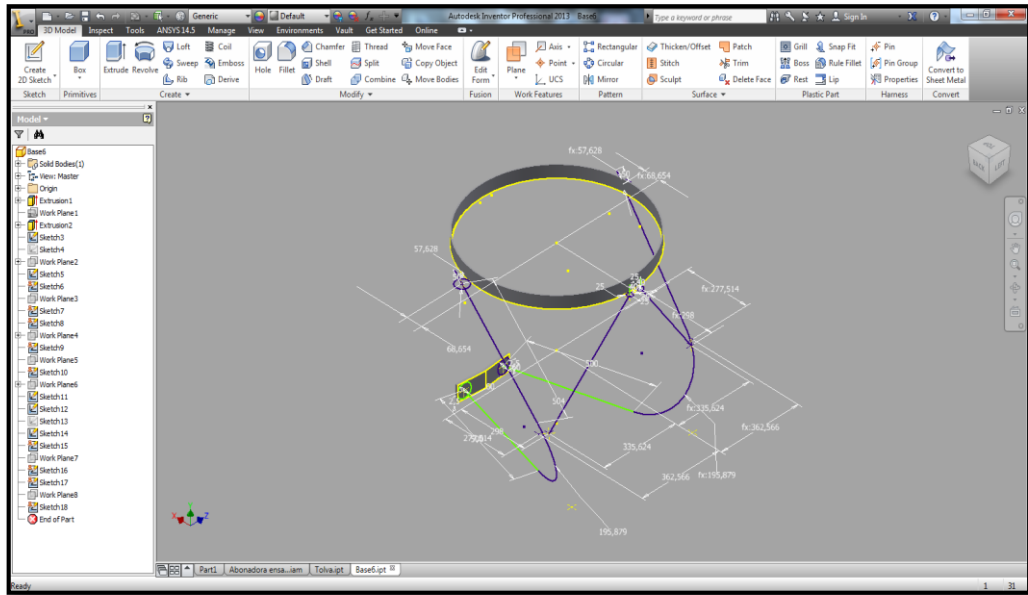 PRO
Generic
Default
Autodesk Inventor Professional 2013 Base6
Type a keyword or phrase
Sign In
3D Model Inspect Tools ANSYS 14.5 Manage View Environments Vault Get Started Online
Create 2D Sketch
Box
Extrude Revolve
Loft
Sweep
Rib
Coil
Emboss
Derive
Hole Fillet
Chamfer
Shell
Draft
Thread
Split
Combine
Move Face
Copy Object
Move Bodies
Edit Form
Plane
Axis
Point
UCS
Rectangular
Circular
Mirror
Thicken/Offset
Stitch
Sculpt
Patch
Trim
Delete Face
Grill
Boss
Rest
Snap Fit
Rule Fillet
Lip
Pin
Pin Group
Properties
Convert to Sheet Metal
Sketch Primitives Create Modify Fusion Work Features Pattern Surface Plastic Part Harness Convert
Model
Base6
Solid Bodies(1)
View: Master
Origin
Extrusion1
Work Plane1
Extrusion2
Sketch3
Sketch4
Work Plane2
Sketch5
Sketch6
Work Plane3
Sketch7
Sketch8
Work Plane4
Sketch9
Work Plane5
Sketch10
Work Plane6
Sketch11
Sketch12
Sketch13
Sketch14
Sketch15
Work Plane7
Sketch16
Sketch17
Work Plane8
Sketch18
End of Part
fx:57,628
fx:68,654
57,628
25
25
fx:277,514
fx:298
68,654
504
298
fx:335,624
fx:362,566
335,624
362,566
fx:195,879
195,879
BACK
X
Y
Z
Part1
Abonadora ensa...iam
Tolva.ipt
Base6.ipt
Ready
1 31